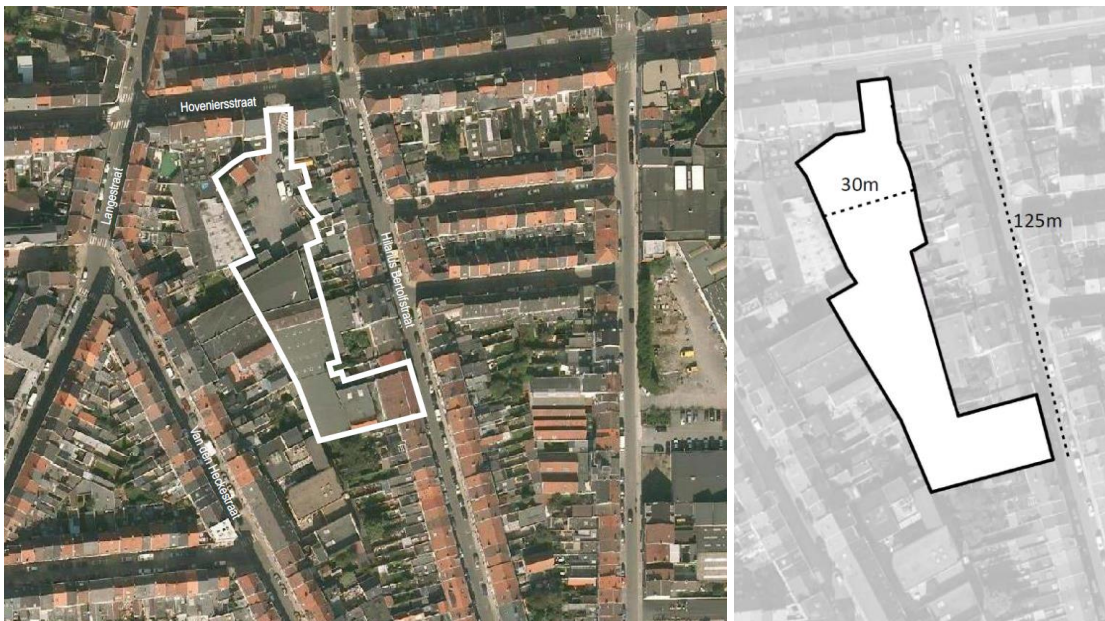 Hoveniersstraat
Langestraat
Hilarius Bertolfstraat
Van den Heckestraat
30m
125m